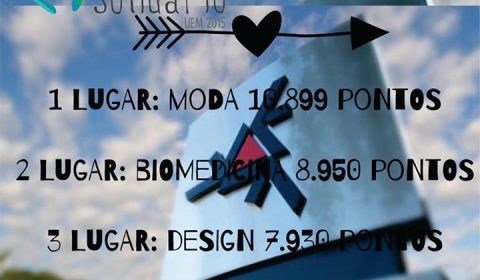 solidário
UEM 2015
1 LUGAR: MODA 10.899 PONTOS
2 LUGAR: BIOMEDICINA 8.950 PONTOS
3 LUGAR: DESIGN 7.930 PONTOS